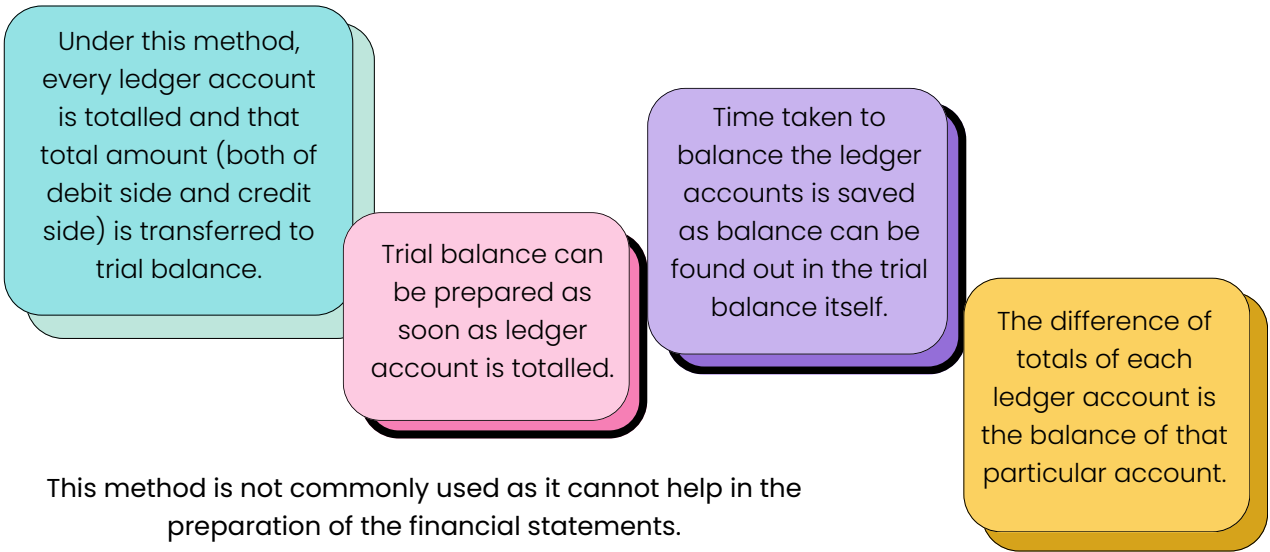 Under this method,
every ledger account
is totalled and that
total amount (both of
debit side and credit
side) is transferred to
trial balance.
Trial balance can
be prepared as
soon as ledger
account is totalled.
Time taken to
balance the ledger
accounts is saved
as balance can be
found out in the trial
balance itself.
The difference of
totals of each
ledger account is
the balance of that
particular account.
This method is not commonly used as it cannot help in the
preparation of the financial statements.